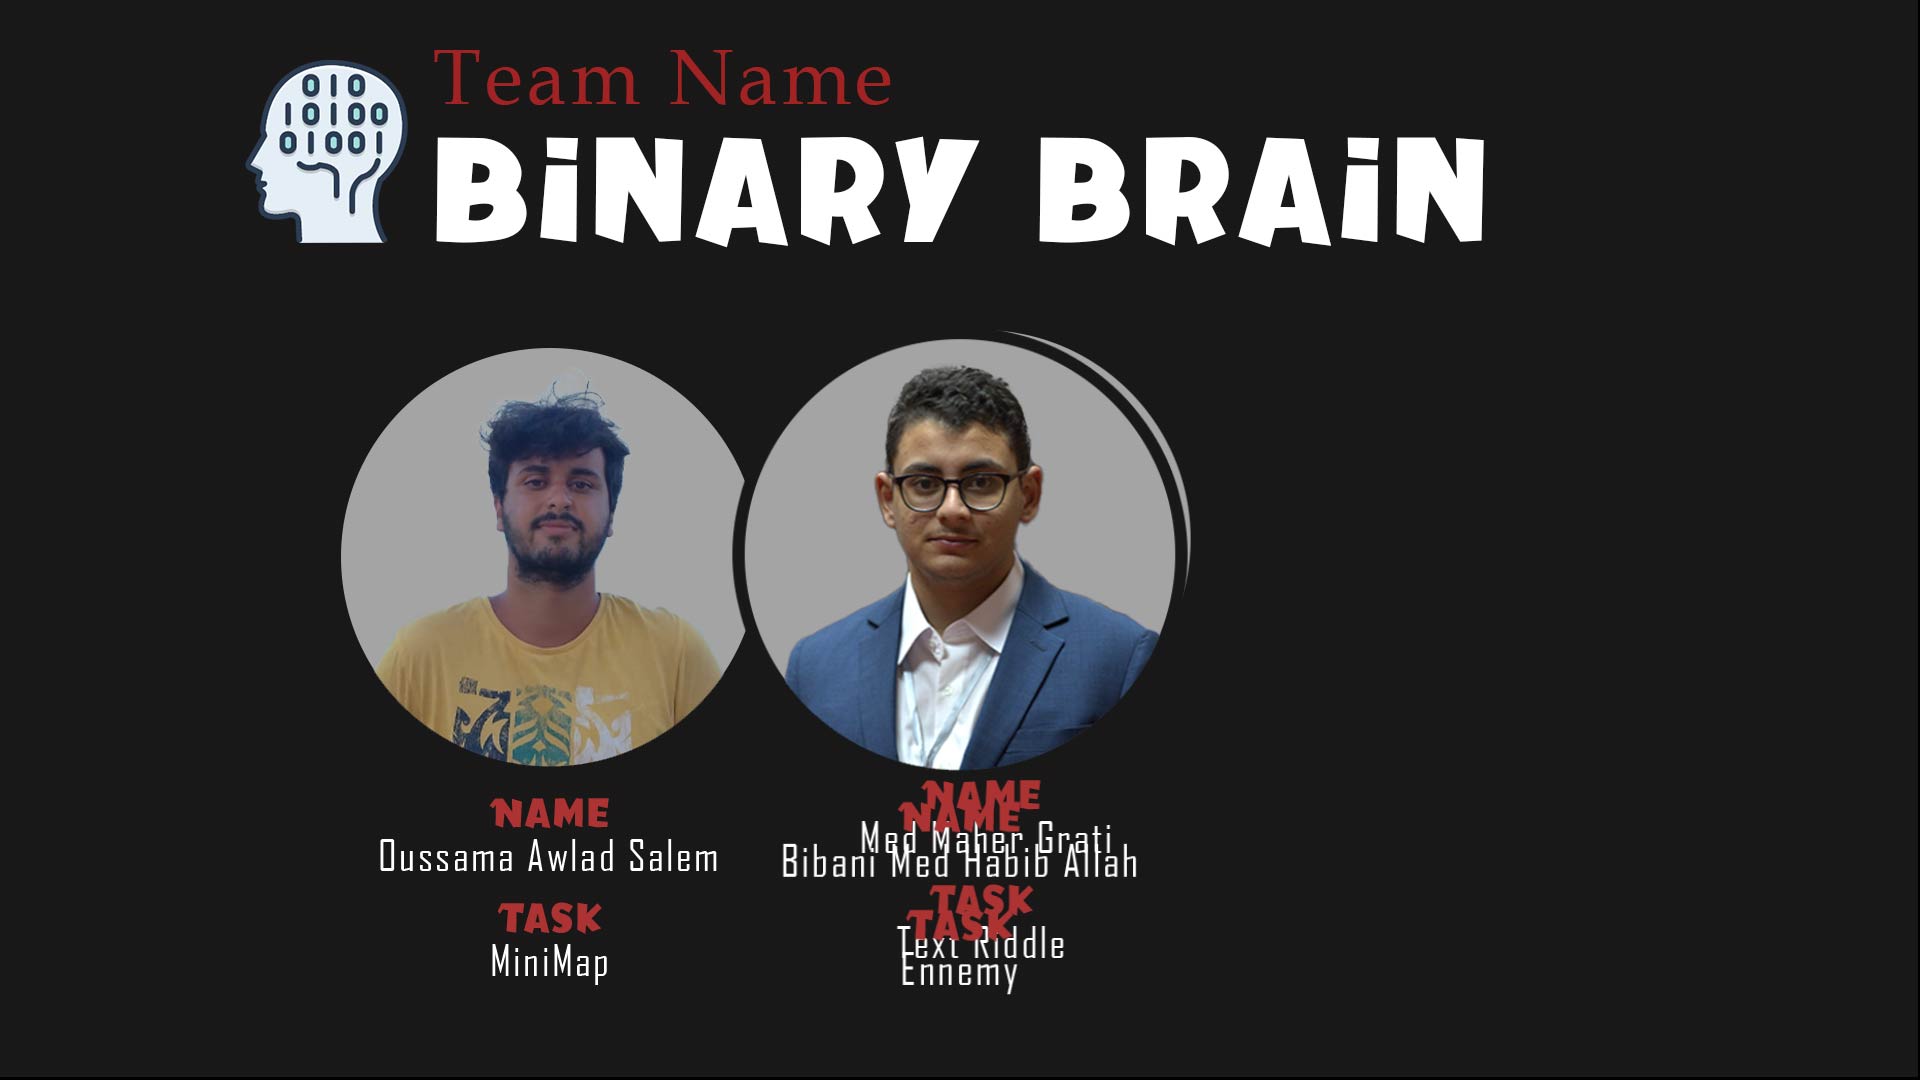 010
10100
01001
Team Name
BiNARY BRAiN
NAME
Oussama Awlad Salem
TASK
MiniMap
NAME
Med Maher Grati
TASK
Text Riddle
NAME
Bibani Med Habib Allah
TASK
Ennemy